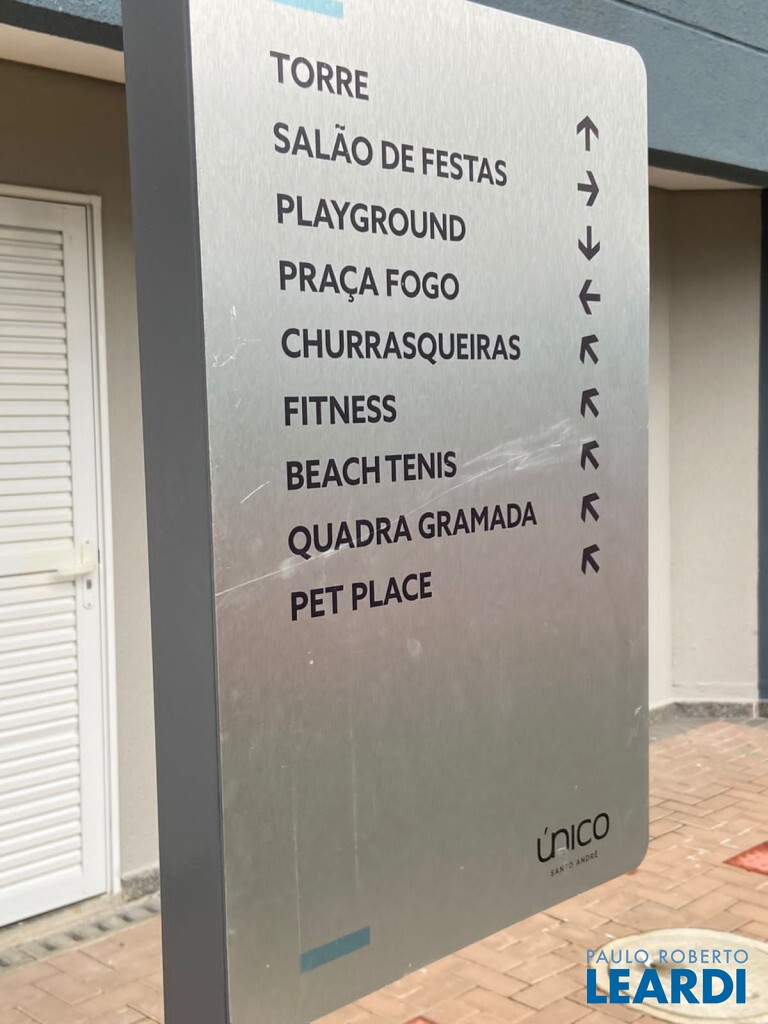 TORRE ↑
SALÃO DE FESTAS →
PLAYGROUND ↓
PRAÇA FOGO ←
CHURRASQUEIRAS ↖
FITNESS ↖
BEACH TENIS ↖
QUADRA GRAMADA ↖
PET PLACE ↖
único
SANTO ANDRÉ
PAULO ROBERTO
LEARDI